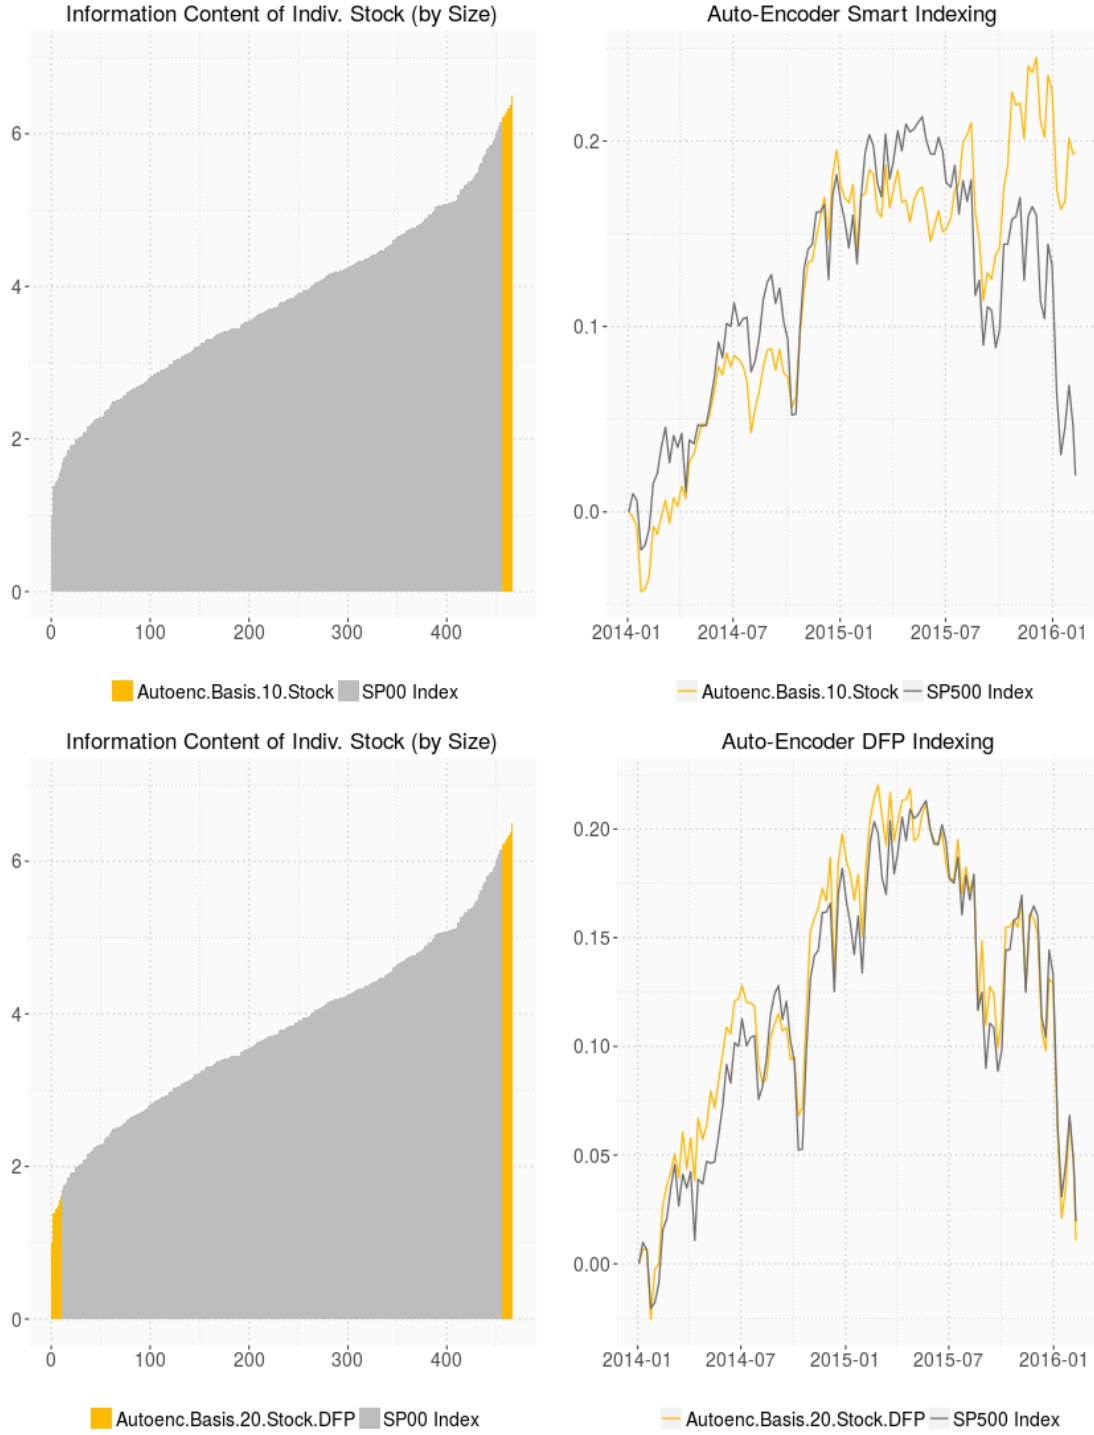 Information Content of Indiv. Stock (by Size)
6
4
2
0
0 100 200 300 400
Autoenc.Basis.10.Stock SP00 Index
Auto-Encoder Smart Indexing
0.2
0.1
0.0
2014-01 2014-07 2015-01 2015-07 2016-01
Autoenc.Basis.10.Stock SP500 Index
Information Content of Indiv. Stock (by Size)
6
4
2
0
0 100 200 300 400
Autoenc.Basis.20.Stock.DFP SP00 Index
Auto-Encoder DFP Indexing
0.20
0.15
0.10
0.05
0.00
2014-01 2014-07 2015-01 2015-07 2016-01
Autoenc.Basis.20.Stock.DFP SP500 Index